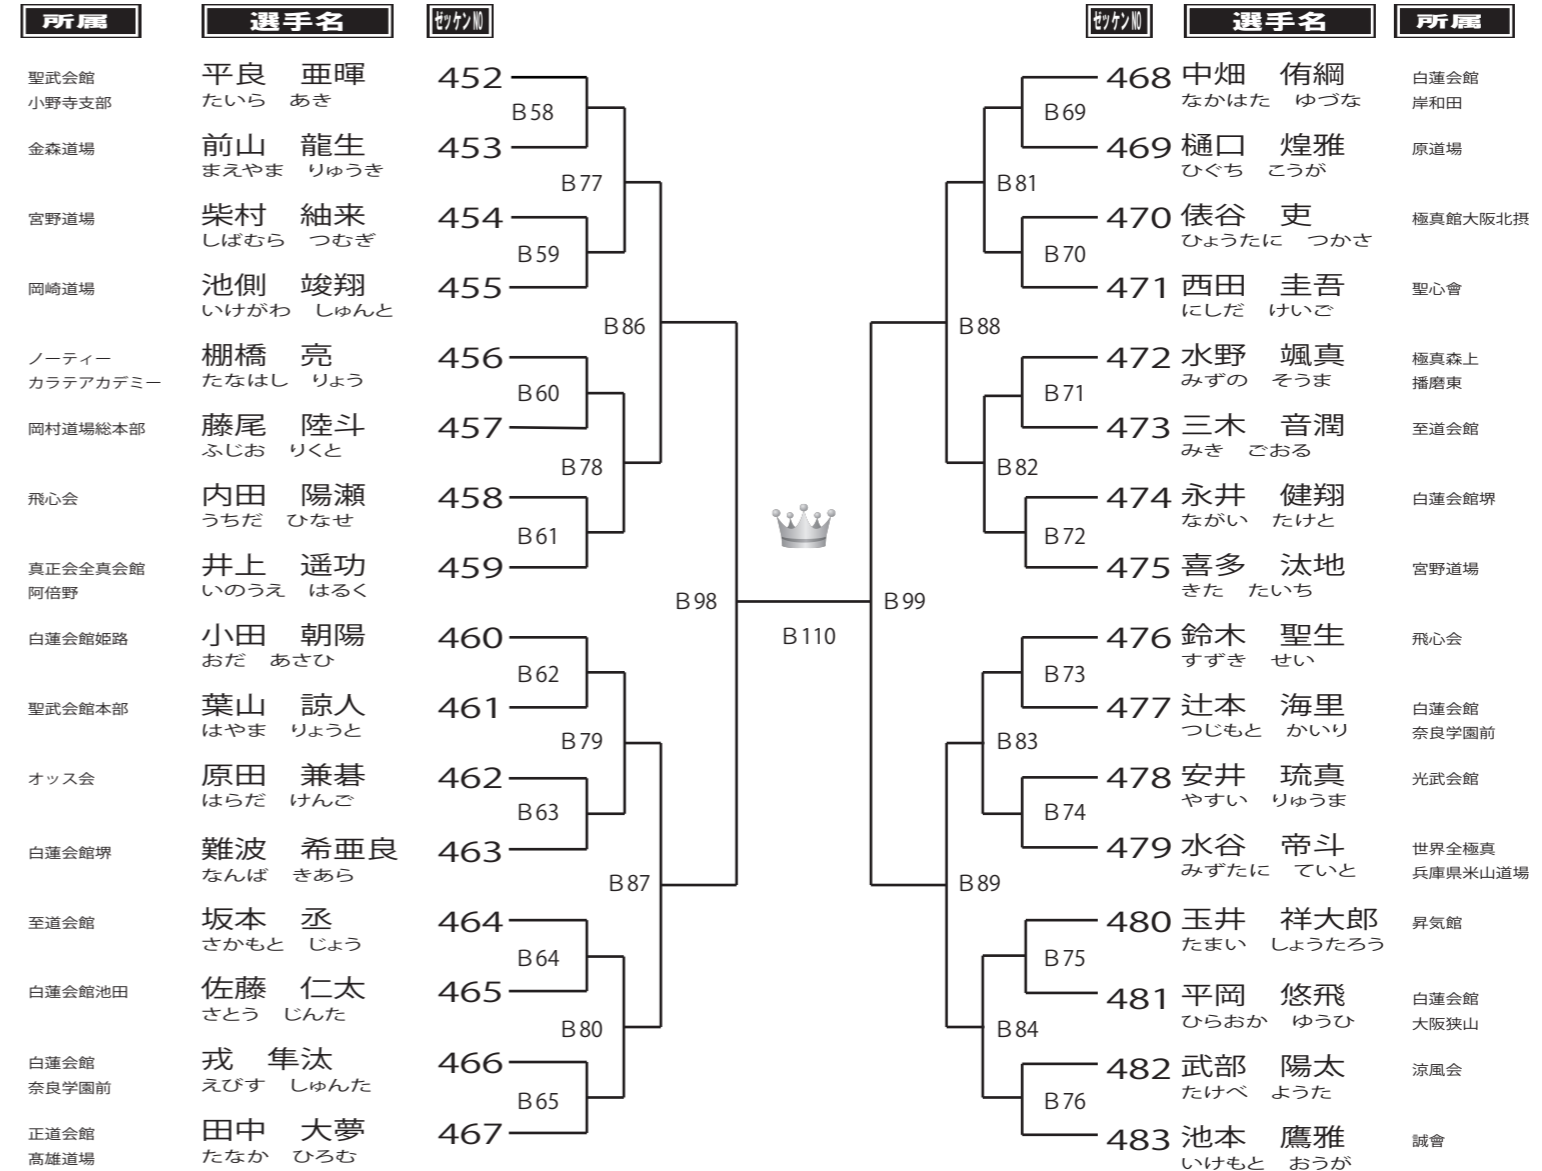 所属 選手名 ゼッケンNO
聖武会館 平良 亜暉 452
小野寺支部 たいら あき
B58
金森道場 前山 龍生 453
まえやま りゅうき
B77
宮野道場 柴村 紬来 454
しばむら つむぎ
B59
岡崎道場 池側 竣翔 455
いけがわ しゅんと
B86
ノーティー 棚橋 亮 456
カラテアカデミー たなはし りょう
B60
岡村道場総本部 藤尾 陸斗 457
ふじお りくと
B78
飛心会 内田 陽瀬 458
うちだ ひなせ
B61
真正会全真会館 井上 遥功 459
阿倍野 いのうえ はるく
B98
白蓮会館姫路 小田 朝陽 460
おだ あさひ
B62
聖武会館本部 葉山 諒人 461
はやま りょうと
B79
オッス会 原田 兼碁 462
はらだ けんご
B63
白蓮会館堺 難波 希亜良 463
なんば きあら
B87
至道会館 坂本 丞 464
さかもと じょう
B64
白蓮会館池田 佐藤 仁太 465
さとう じんた
B80
白蓮会館 戎 隼汰 466
奈良学園前 えびす しゅんた
B65
正道会館 田中 大夢 467
髙雄道場 たなか ひろむ
B110
ゼッケンNO 選手名 所属
468 中畑 侑綱 白蓮会館
なかはた ゆづな 岸和田
B69
469 樋口 煌雅 原道場
ひぐち こうが
B81
470 俵谷 吏 極真館大阪北摂
ひょうたに つかさ
B70
471 西田 圭吾 聖心會
にしだ けいご
B88
472 水野 颯真 極真森上
みずの そうま 播磨東
B71
473 三木 音潤 至道会館
みき ごおる
B82
474 永井 健翔 白蓮会館堺
ながい たけと
B72
475 喜多 汰地 宮野道場
きた たいち
B99
476 鈴木 聖生 飛心会
すずき せい
B73
477 辻本 海里 白蓮会館
つじもと かいり 奈良学園前
B83
478 安井 琉真 光武会館
やすい りゅうま
B74
479 水谷 帝斗 世界全極真
みずたに ていと 兵庫県米山道場
B89
480 玉井 祥大郎 昇気館
たまい しょうたろう
B75
481 平岡 悠飛 白蓮会館
ひらおか ゆうひ 大阪狭山
B84
482 武部 陽太 涼風会
たけべ ようた
B76
483 池本 鷹雅 誠會
いけもと おうが